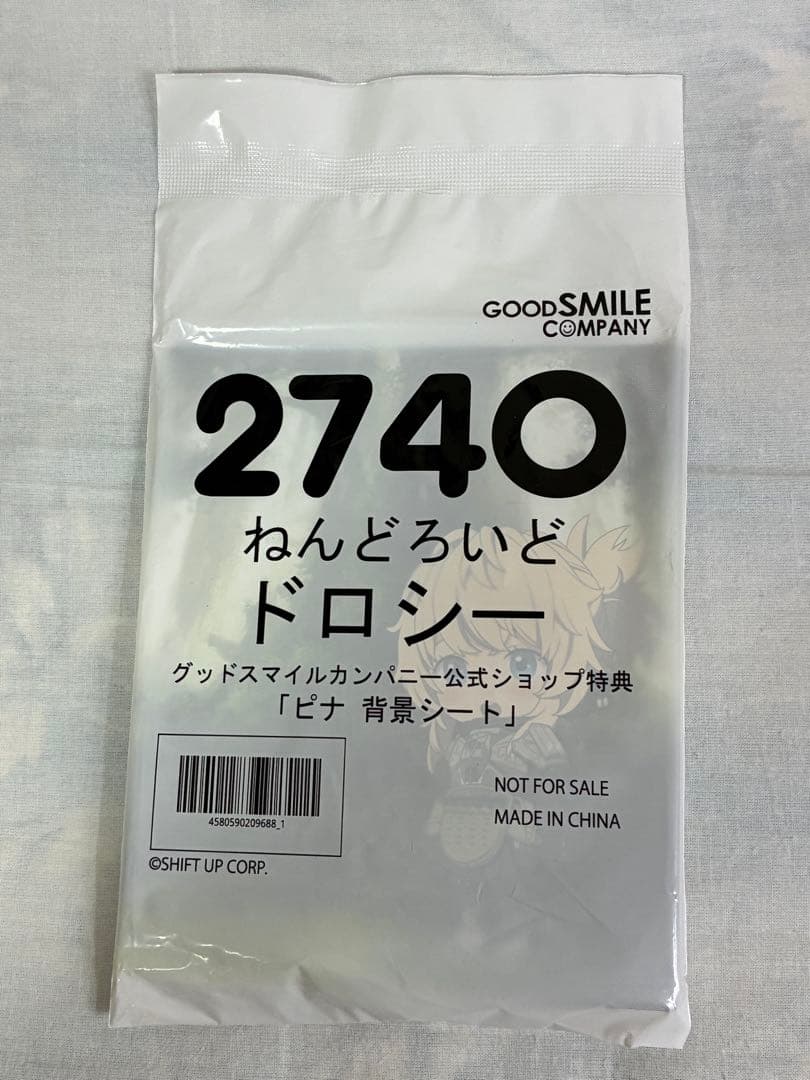 GOODSMILE
COMPANY
2740
ねんどろいど
ドロシー
グッドスマイルカンパニー公式ショップ特典
「ピナ 背景シート」
4580590209688_1
NOT FOR SALE
MADE IN CHINA
©SHIFT UP CORP.